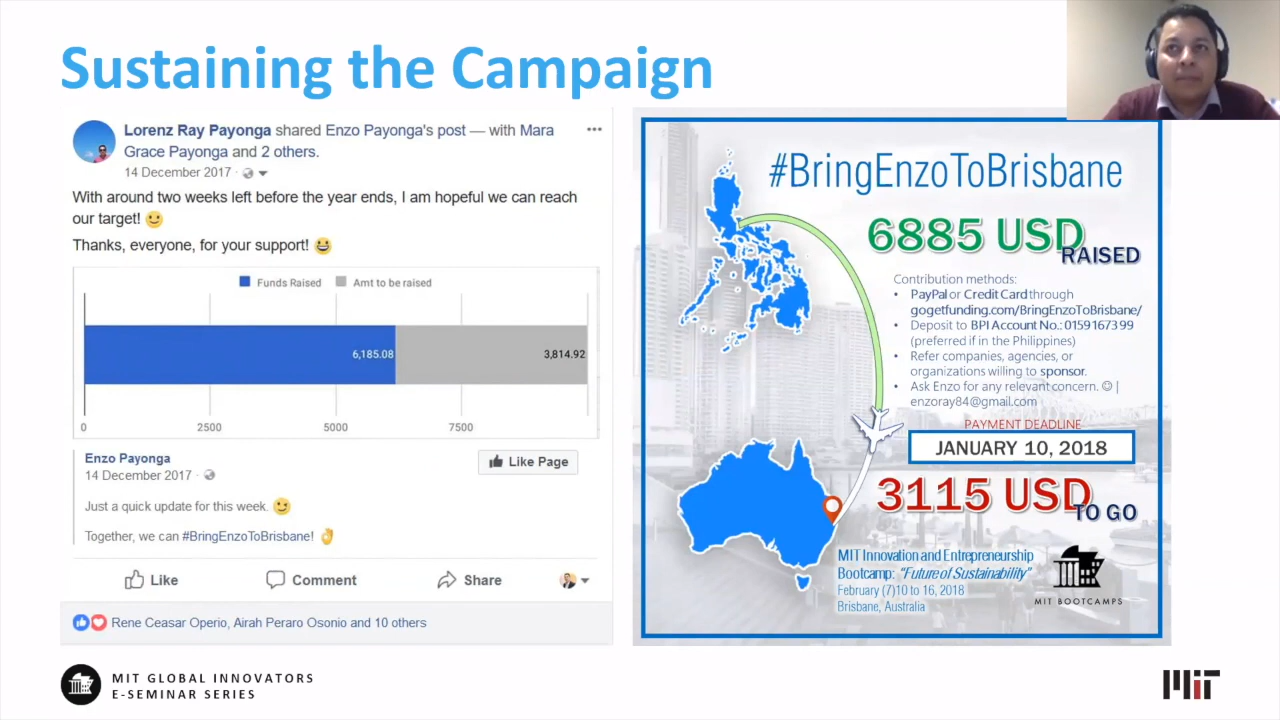 Sustaining the Campaign
Lorenz Ray Payonga shared Enzo Payonga's post — with Mara
Grace Payonga and 2 others.
14 December 2017 ·
With around two weeks left before the year ends, I am hopeful we can reach
our target!
Thanks, everyone, for your support!
Funds Raised Amt to be raised
6,185.08 3,814.92
0 2500 5000 7500
Enzo Payonga
14 December 2017 ·
Like Page
Just a quick update for this week.
Together, we can #BringEnzoToBrisbane!
Like Comment Share
Rene Ceasar Operio, Airah Peraro Osonio and 10 others
#BringEnzoToBrisbane
6885 USD
RAISED
Contribution methods:
• PayPal or Credit Card through
gogetfunding.com/BringEnzoToBrisbane/
• Deposit to BPI Account No.: 0159167399
(preferred if in the Philippines)
• Refer companies, agencies, or
organizations willing to sponsor.
• Ask Enzo for any relevant concern. ☺ |
enzoray84@gmail.com
PAYMENT DEADLINE
JANUARY 10, 2018
3115 USD
TO GO
MIT Innovation and Entrepreneurship
Bootcamp: "Future of Sustainability"
February (7)10 to 16, 2018
Brisbane, Australia
MIT BOOTCAMPS
MIT GLOBAL INNOVATORS
E-SEMINAR SERIES
MIT